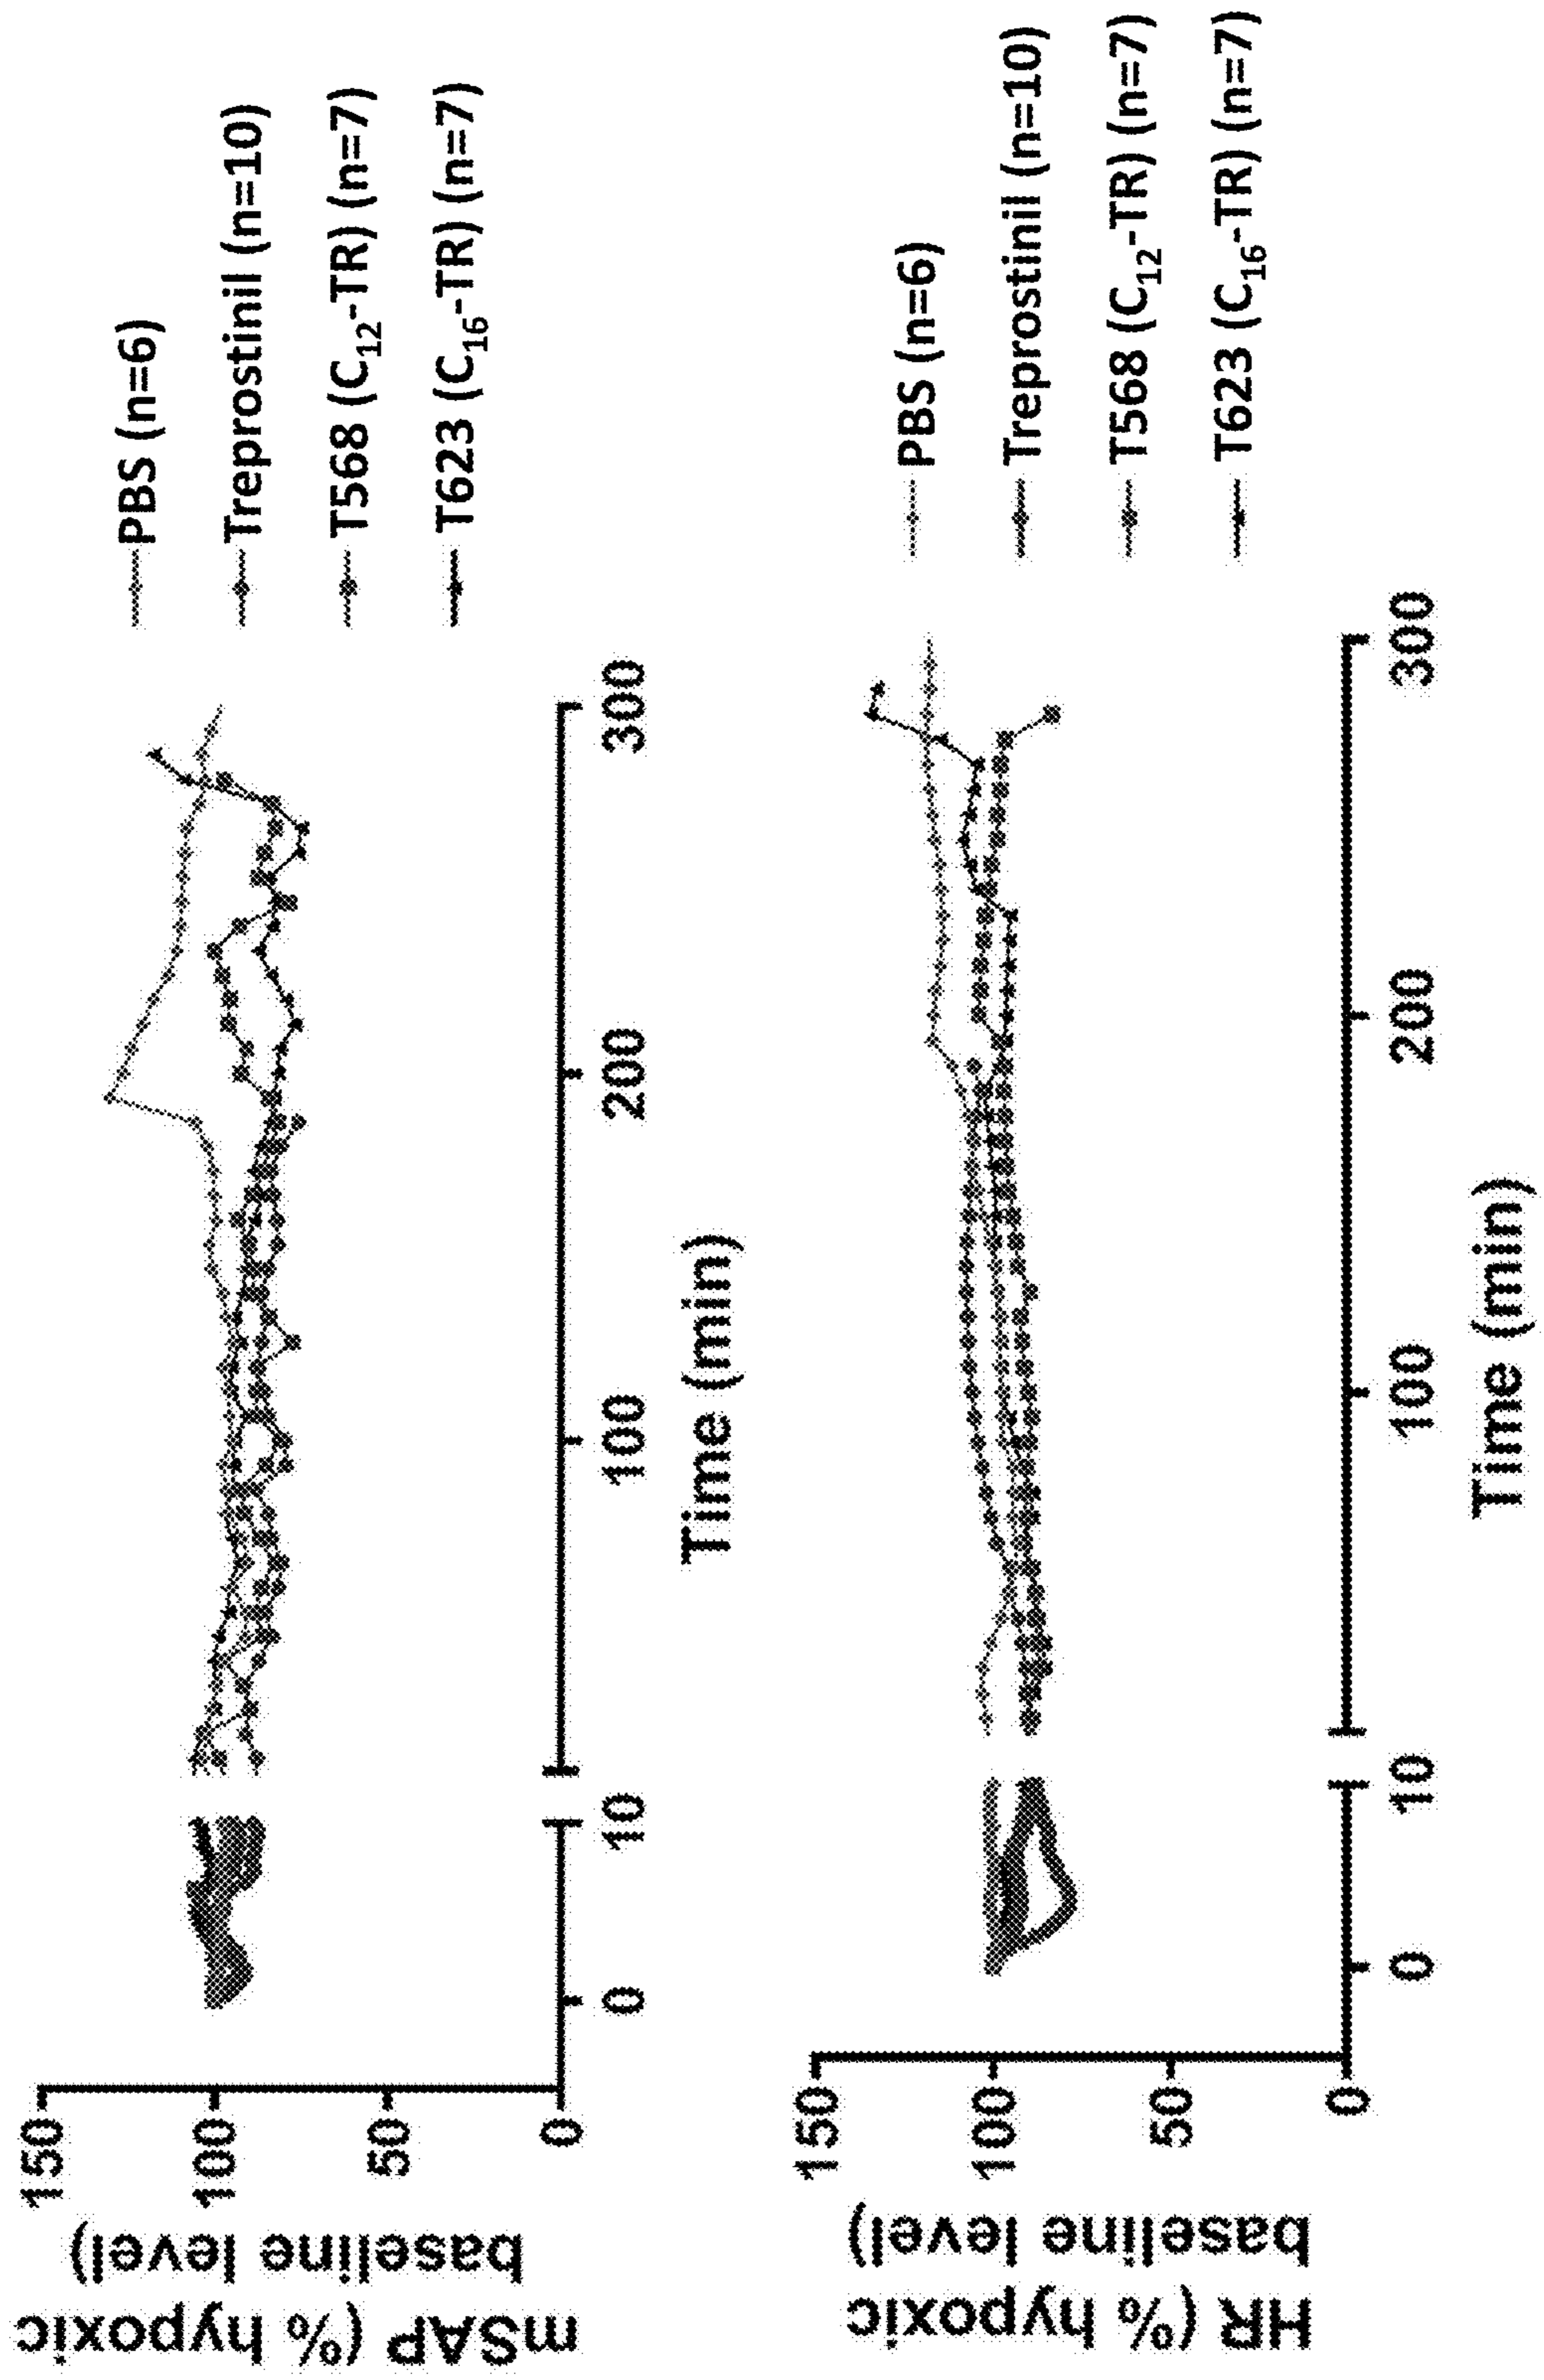 mSAP (% hypoxic
baseline level)
150
100
50
0
0
10
100
200
300
Time (min)
PBS (n=6)
Treprostinil (n=10)
T568 (C₁₂-TR) (n=7)
T623 (C₁₆-TR) (n=7)
HR (% hypoxic
baseline level)
150
100
50
0
0
10
100
200
300
Time (min)
PBS (n=6)
Treprostinil (n=10)
T568 (C₁₂-TR) (n=7)
T623 (C₁₆-TR) (n=7)